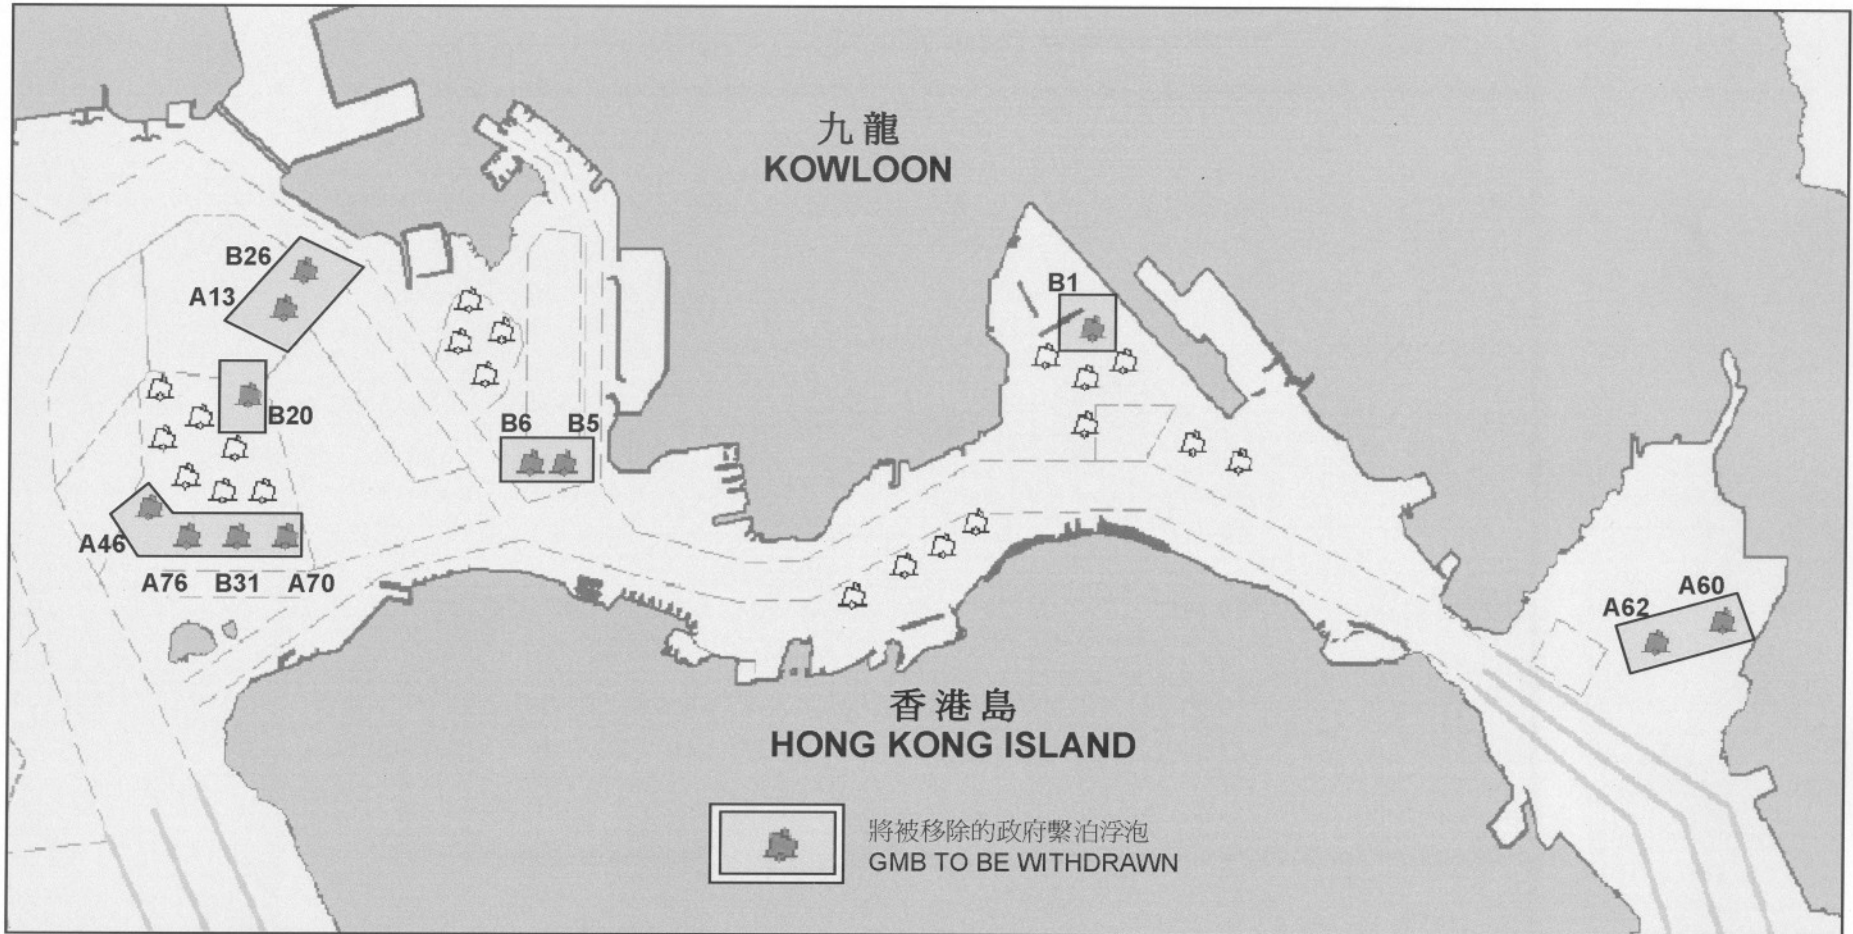 九龍
KOWLOON
B26
A13
B1
B20
B6 B5
A46
A76 B31 A70
A62 A60
香港島
HONG KONG ISLAND
將被移除的政府繫泊浮泡
GMB TO BE WITHDRAWN